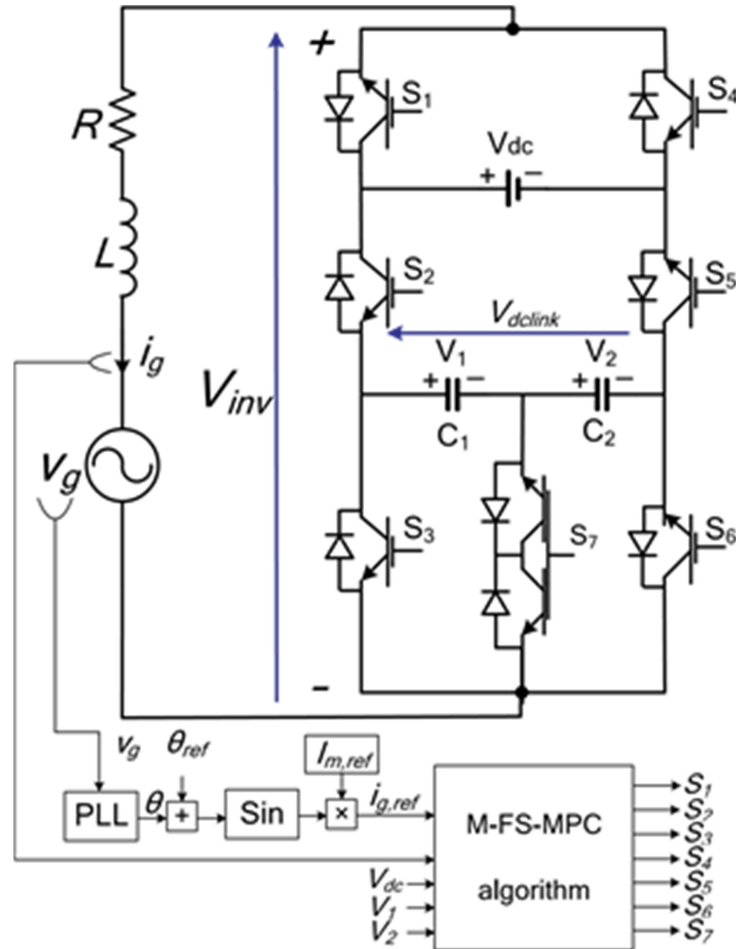 +
R
S1
S4
Vdc
+ −
L
S2
S5
Vdclink
ig
Vinv
V1
V2
+ −
+ −
C1
C2
vg
S3
S7
S6
-
vg
θref
Im,ref
PLL
θ
+
Sin
×
ig,ref
M-FS-MPC
algorithm
Vdc
V1
V2
S1
S2
S3
S4
S5
S6
S7